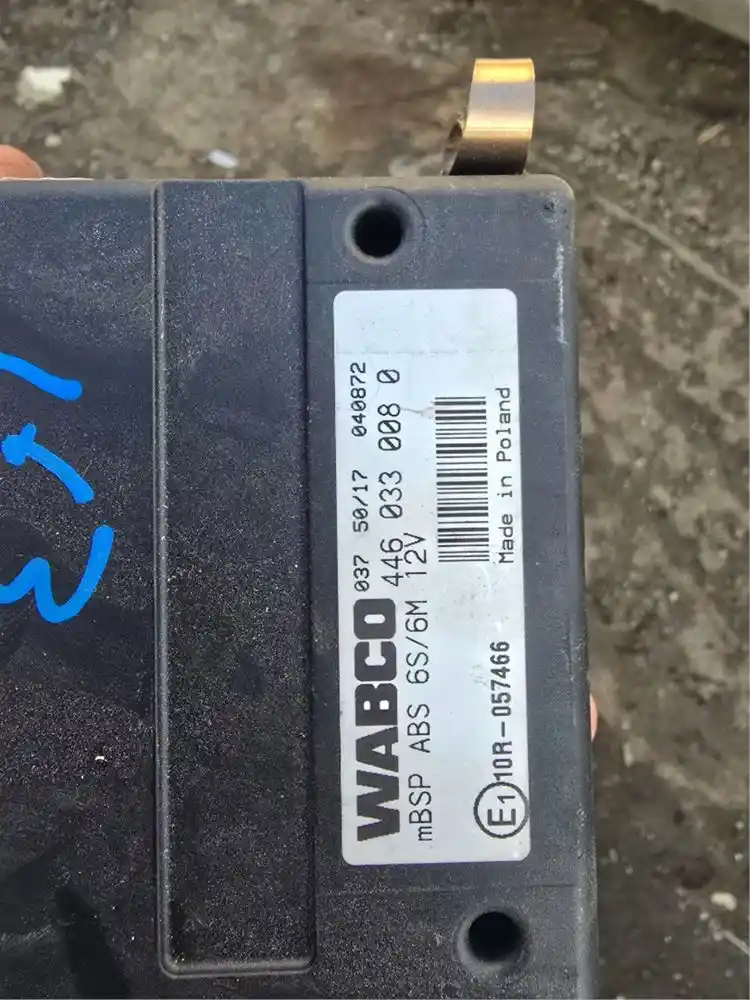 037 50/17 040872
WABCO 446 033 008 0
mBSP ABS 6S/6M 12V
Made in Poland
E1 10R-057466